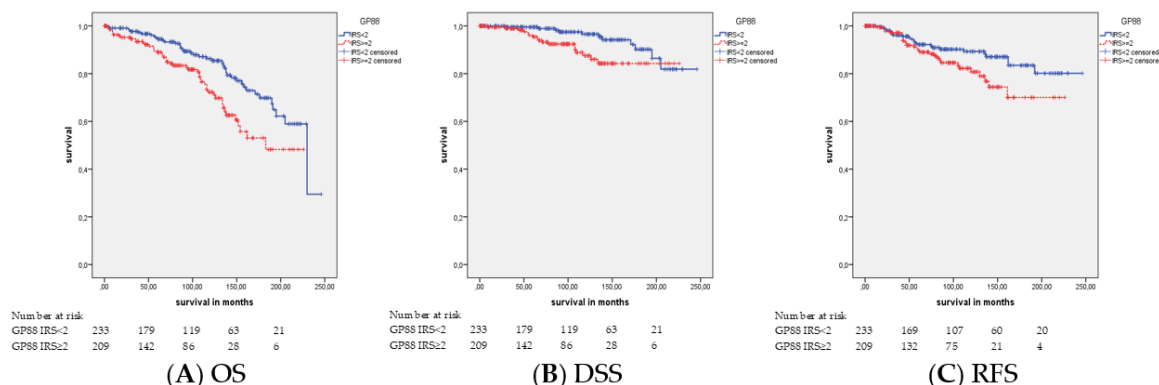 GP88
IRS<2
IRS>=2
IRS<2 censored
IRS>=2 censored
1,0
0,8
0,6
0,4
0,2
0,0
survival
,00 50,00 100,00 150,00 200,00 250,00
survival in months
Number at risk
GP88 IRS<2 233 179 119 63 21
GP88 IRS≥2 209 142 86 28 6
(A) OS
GP88
IRS<2
IRS>=2
IRS<2 censored
IRS>=2 censored
1,0
0,8
0,6
0,4
0,2
0,0
survival
,00 50,00 100,00 150,00 200,00 250,00
survival in months
Number at risk
GP88 IRS<2 233 179 119 63 21
GP88 IRS≥2 209 142 86 28 6
(B) DSS
GP88
IRS<2
IRS>=2
IRS<2 censored
IRS>=2 censored
1,0
0,8
0,6
0,4
0,2
0,0
survival
,00 50,00 100,00 150,00 200,00 250,00
survival in months
Number at risk
GP88 IRS<2 233 169 107 60 20
GP88 IRS≥2 209 132 75 21 4
(C) RFS